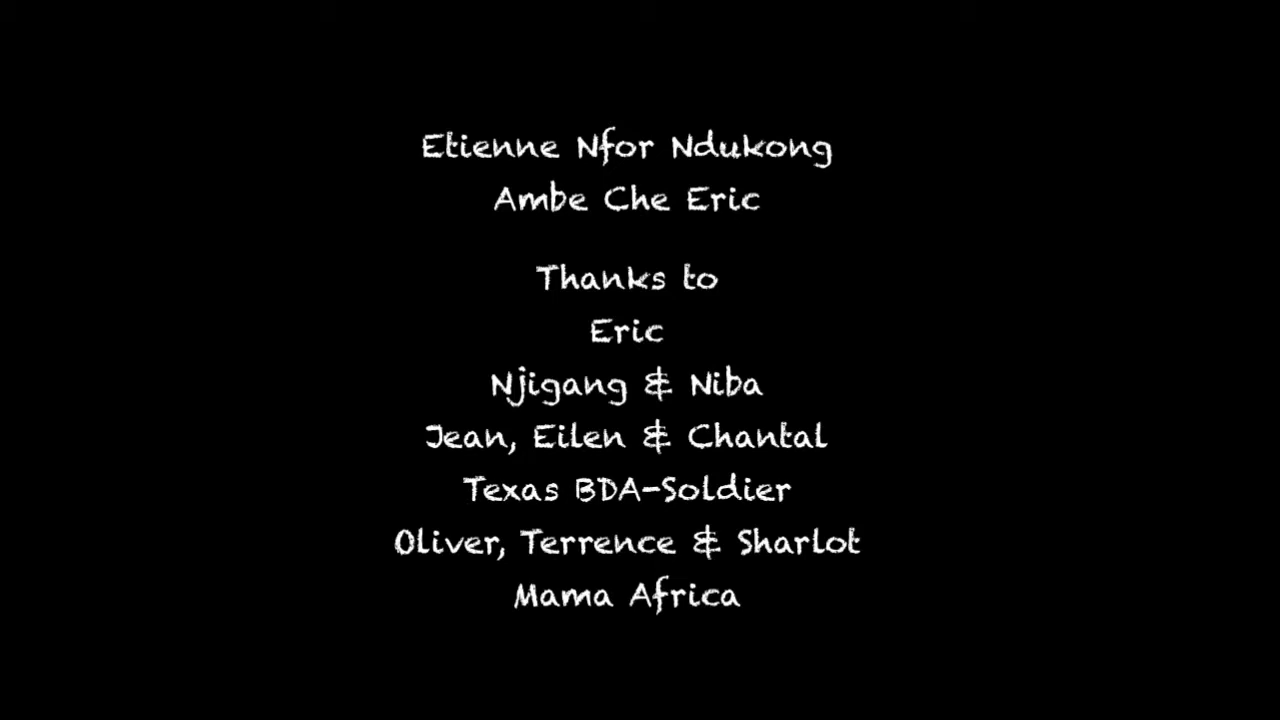 Etienne Nfor Ndukong
Ambe Che Eric
Thanks to
Eric
Njigang & Niba
Jean, Eilen & Chantal
Texas BDA-Soldier
Oliver, Terrence & Sharlot
Mama Africa